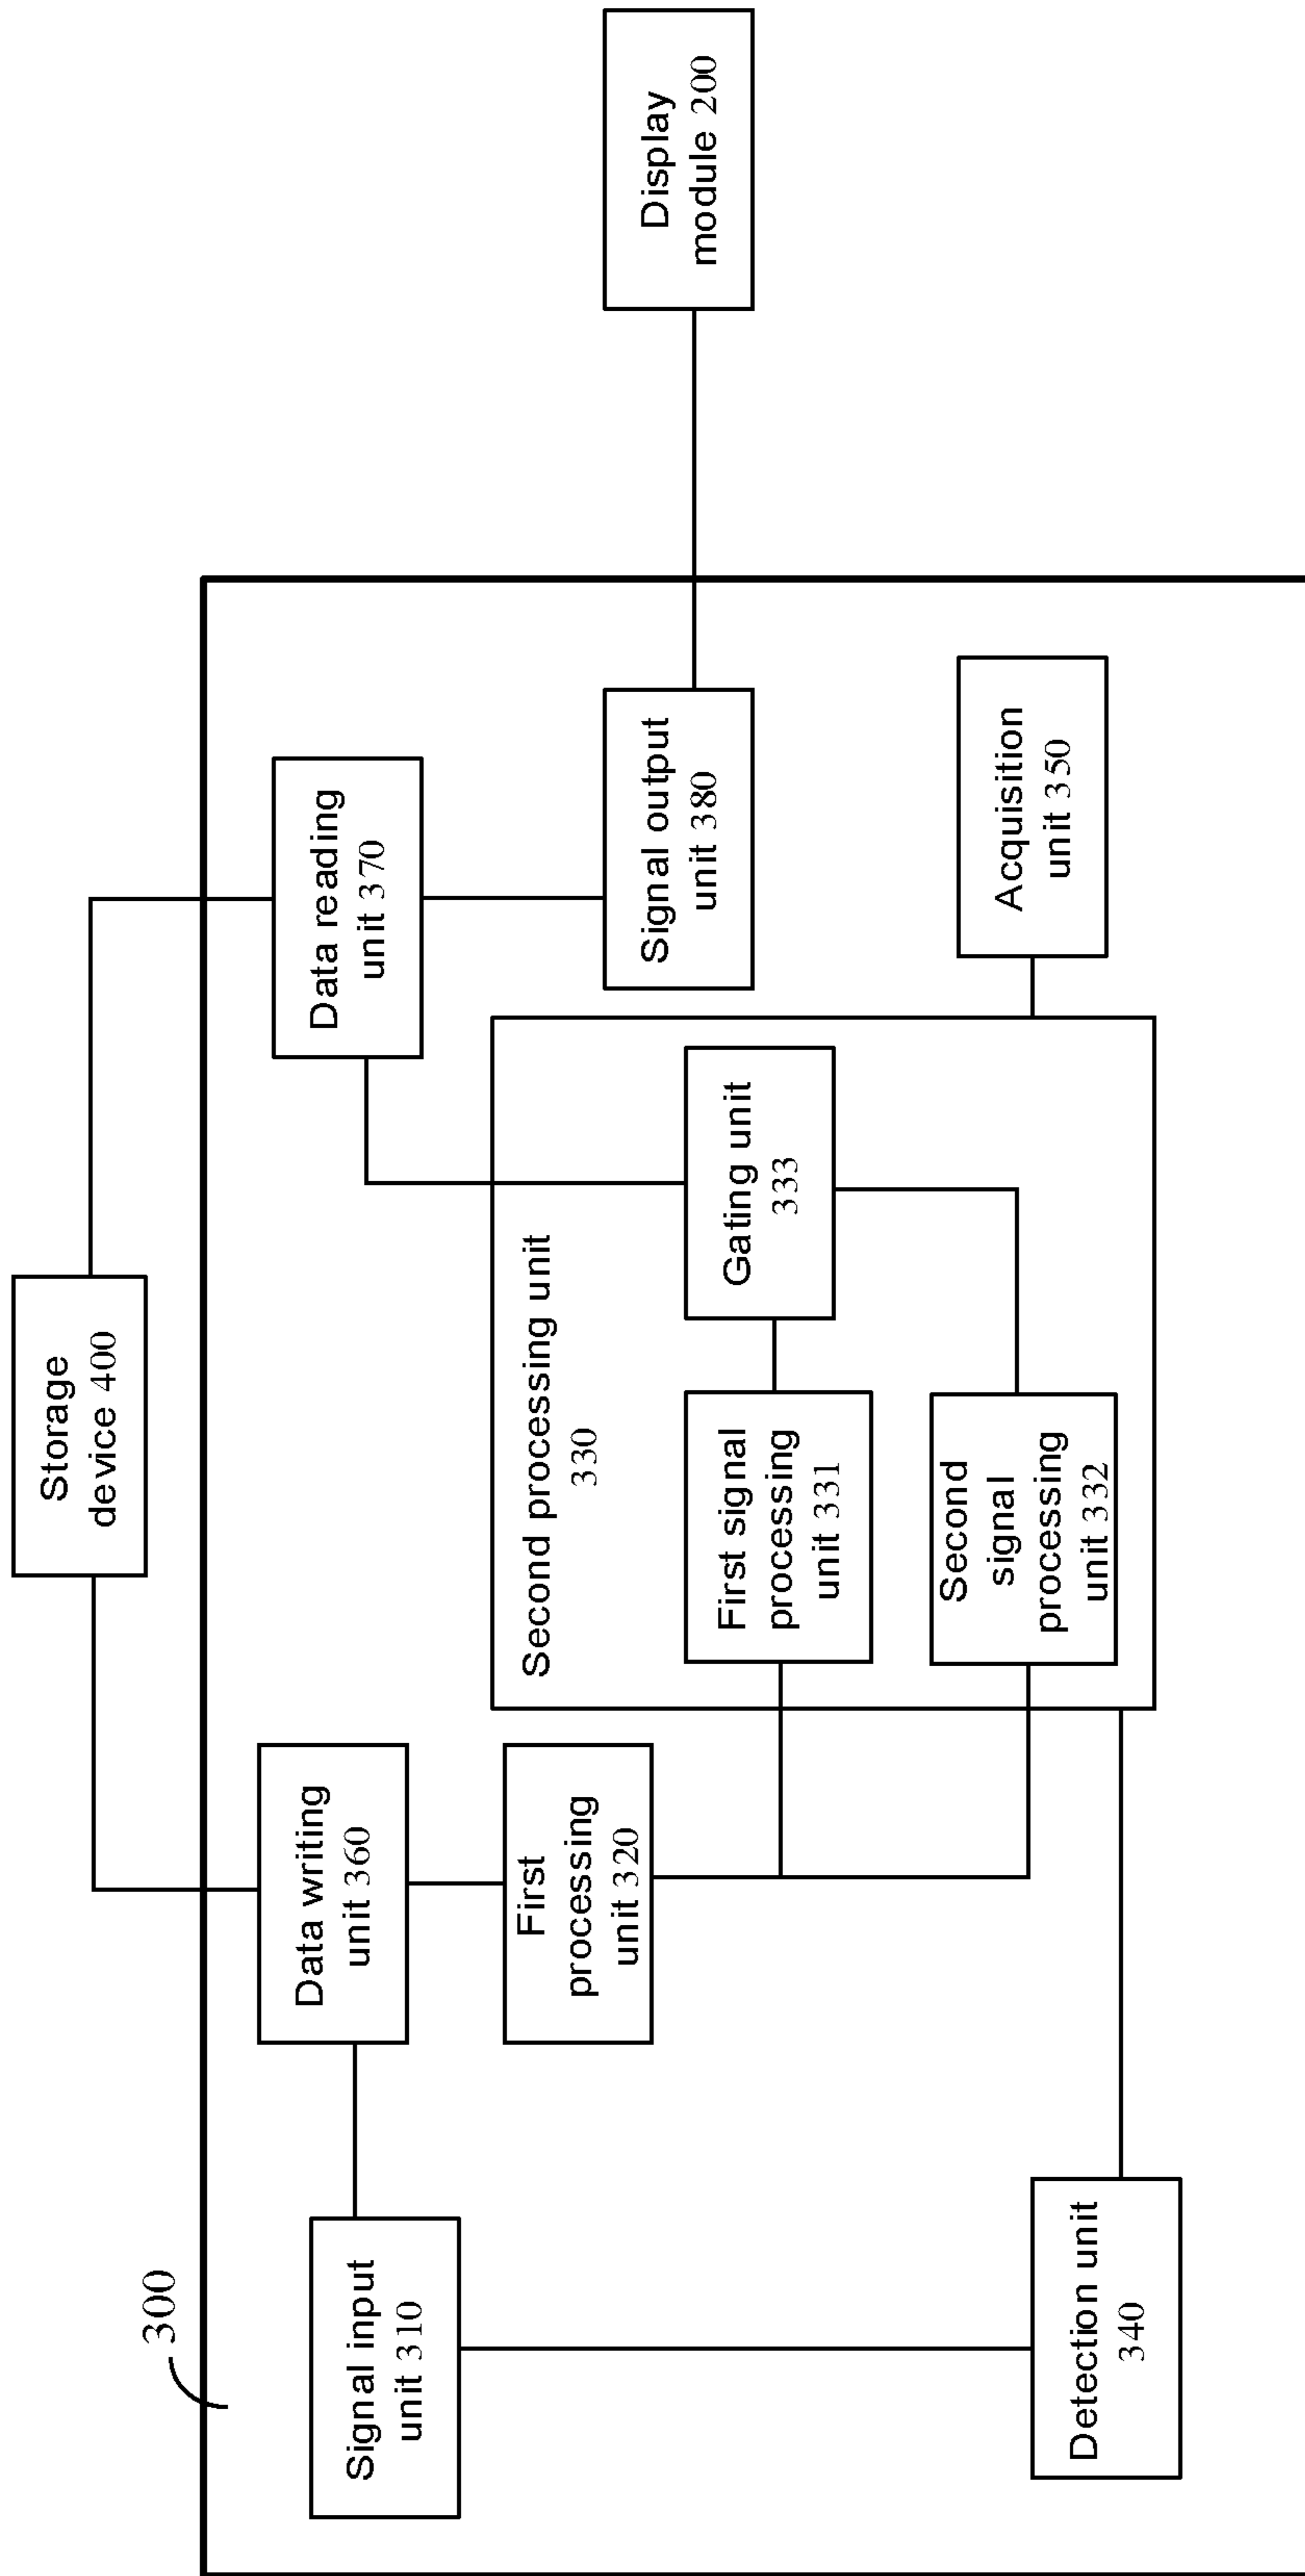 Storage
device 400
300
Signal input
unit 310
Data writing
unit 360
Data reading
unit 370
First
processing
unit 320
Second processing unit
330
First signal
processing
unit 331
Gating unit
333
Second
signal
processing
unit 332
Signal output
unit 380
Display
module 200
Detection unit
340
Acquisition
unit 350